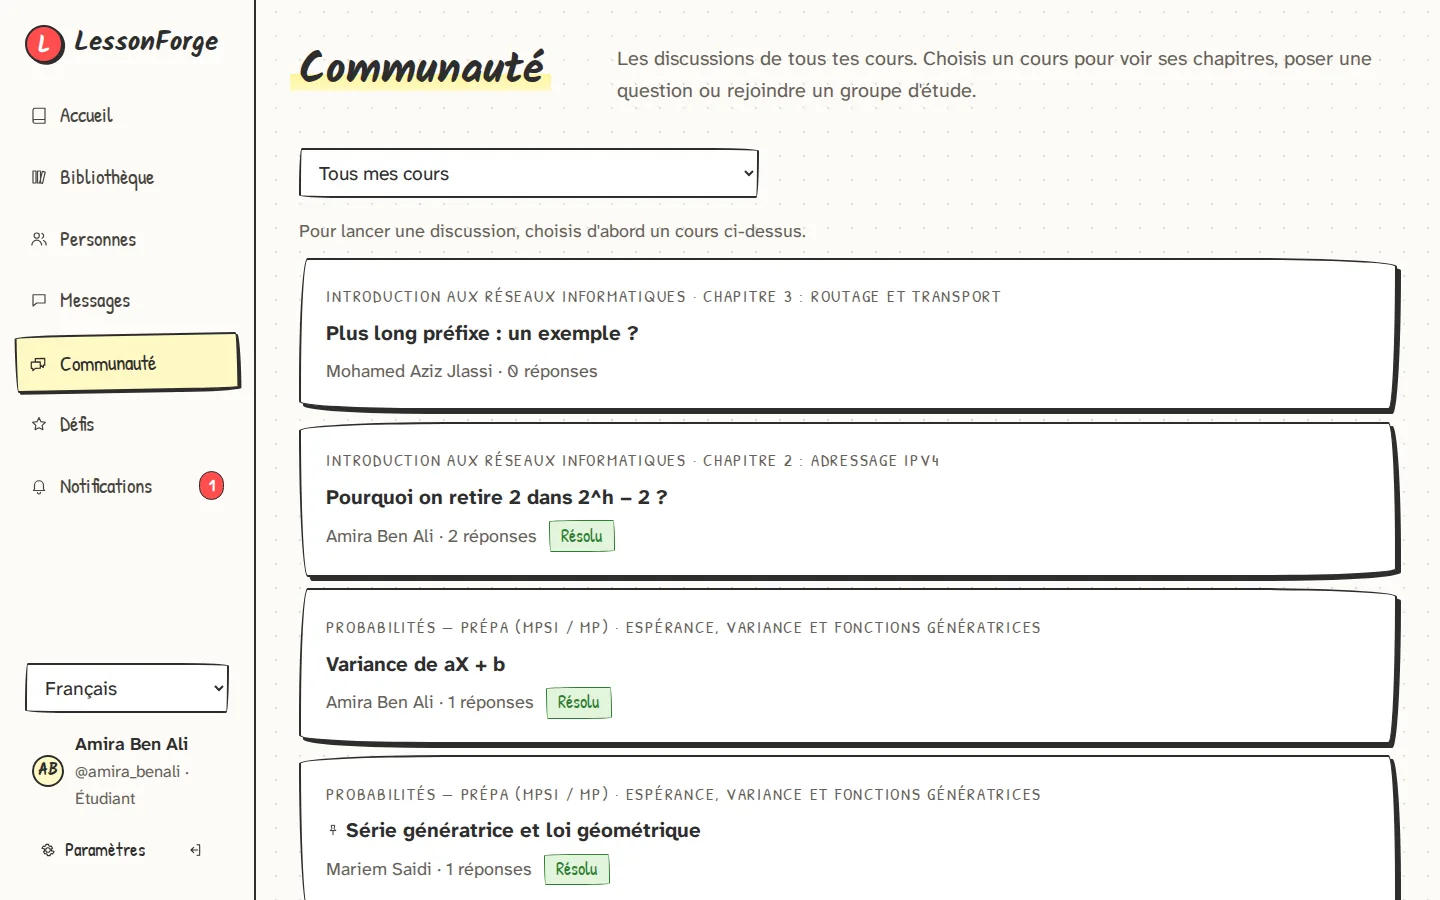 L LessonForge
Accueil
Bibliothèque
Personnes
Messages
Communauté
Défis
Notifications 1
Français
AB
Amira Ben Ali
@amira_benali ·
Étudiant
Paramètres
Communauté
Les discussions de tous tes cours. Choisis un cours pour voir ses chapitres, poser une
question ou rejoindre un groupe d'étude.
Tous mes cours
Pour lancer une discussion, choisis d'abord un cours ci-dessus.
INTRODUCTION AUX RÉSEAUX INFORMATIQUES · CHAPITRE 3 : ROUTAGE ET TRANSPORT
Plus long préfixe : un exemple ?
Mohamed Aziz Jlassi · 0 réponses
INTRODUCTION AUX RÉSEAUX INFORMATIQUES · CHAPITRE 2 : ADRESSAGE IPV4
Pourquoi on retire 2 dans 2^h – 2 ?
Amira Ben Ali · 2 réponses Résolu
PROBABILITÉS — PRÉPA (MPSI / MP) · ESPÉRANCE, VARIANCE ET FONCTIONS GÉNÉRATRICES
Variance de aX + b
Amira Ben Ali · 1 réponses Résolu
PROBABILITÉS — PRÉPA (MPSI / MP) · ESPÉRANCE, VARIANCE ET FONCTIONS GÉNÉRATRICES
Série génératrice et loi géométrique
Mariem Saidi · 1 réponses Résolu